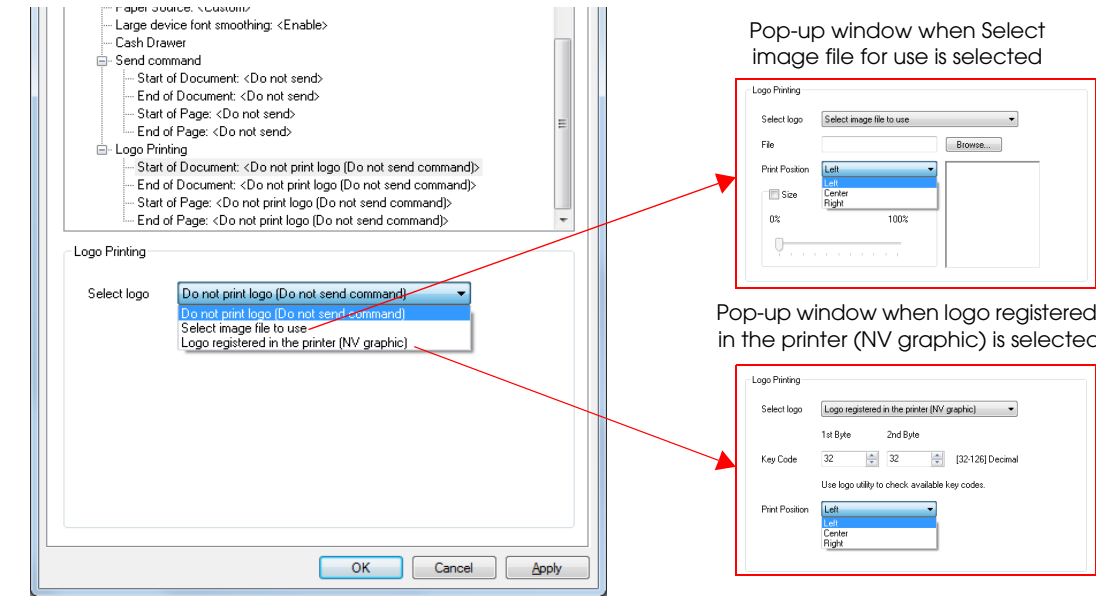 Paper Source: <Custom>
Large device font smoothing: <Enable>
Cash Drawer
Send command
Start of Document: <Do not send>
End of Document: <Do not send>
Start of Page: <Do not send>
End of Page: <Do not send>
Logo Printing
Start of Document: <Do not print logo (Do not send command)>
End of Document: <Do not print logo (Do not send command)>
Start of Page: <Do not print logo (Do not send command)>
End of Page: <Do not print logo (Do not send command)>
Logo Printing
Select logo Do not print logo (Do not send command)
Do not print logo (Do not send command)
Select image file to use
Logo registered in the printer (NV graphic)
OK Cancel Apply
Pop-up window when Select
image file for use is selected
Logo Printing
Select logo Select image file to use
File Browse...
Print Position Left
Left
Size Center
Right
0% 100%
Pop-up window when logo registered
in the printer (NV graphic) is selected
Logo Printing
Select logo Logo registered in the printer (NV graphic)
1st Byte 2nd Byte
Key Code 32 32 [32-126] Decimal
Use logo utility to check available key codes.
Print Position Left
Left
Center
Right